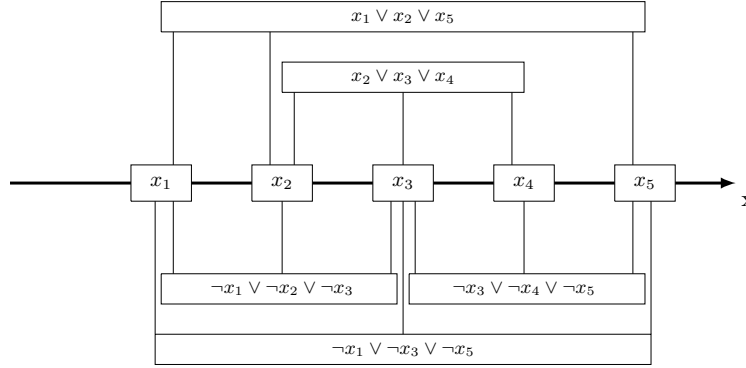 x₁ ∨ x₂ ∨ x₅
x₂ ∨ x₃ ∨ x₄
x₁ x₂ x₃ x₄ x₅
x
¬x₁ ∨ ¬x₂ ∨ ¬x₃ ¬x₃ ∨ ¬x₄ ∨ ¬x₅
¬x₁ ∨ ¬x₃ ∨ ¬x₅